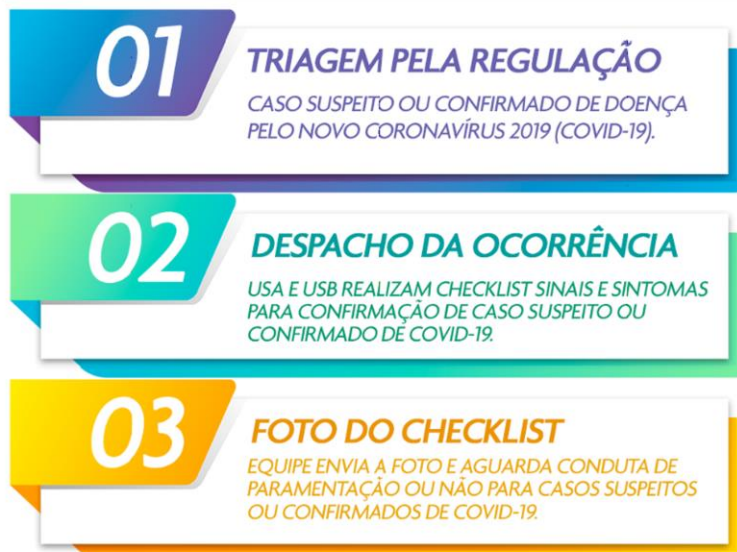 01
TRIAGEM PELA REGULAÇÃO
CASO SUSPEITO OU CONFIRMADO DE DOENÇA
PELO NOVO CORONAVÍRUS 2019 (COVID-19).
02
DESPACHO DA OCORRÊNCIA
USA E USB REALIZAM CHECKLIST SINAIS E SINTOMAS
PARA CONFIRMAÇÃO DE CASO SUSPEITO OU
CONFIRMADO DE COVID-19.
03
FOTO DO CHECKLIST
EQUIPE ENVIA A FOTO E AGUARDA CONDUTA DE
PARAMENTAÇÃO OU NÃO PARA CASOS SUSPEITOS
OU CONFIRMADOS DE COVID-19.